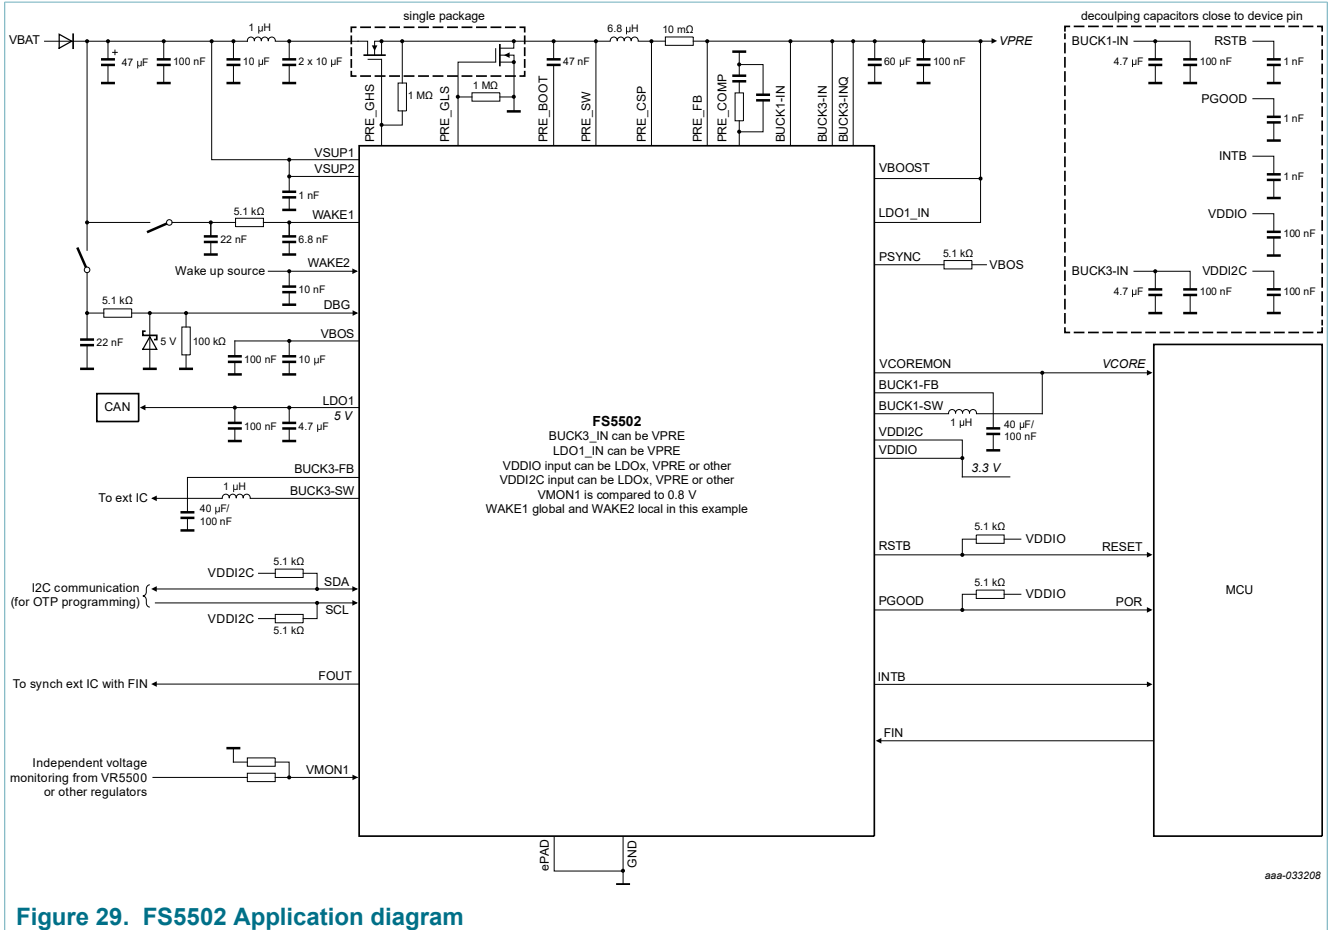 single package
decoulping capacitors close to device pin
VBAT
1 µH
6.8 µH
10 mΩ
VPRE
+
47 µF
100 nF
10 µF
2 x 10 µF
1 MΩ
1 MΩ
47 nF
60 µF
100 nF
PRE_GHS
PRE_GLS
PRE_BOOT
PRE_SW
PRE_CSP
PRE_FB
PRE_COMP
BUCK1-IN
BUCK3-IN
BUCK3-INQ
BUCK1-IN
4.7 µF
100 nF
RSTB
1 nF
PGOOD
1 nF
INTB
1 nF
VDDIO
100 nF
BUCK3-IN
4.7 µF
100 nF
VDDI2C
100 nF
VSUP1
VSUP2
1 nF
5.1 kΩ
WAKE1
22 nF
6.8 nF
Wake up source
WAKE2
10 nF
5.1 kΩ
DBG
22 nF
5 V
100 kΩ
VBOS
100 nF
10 µF
CAN
LDO1
5 V
100 nF
4.7 µF
BUCK3-FB
To ext IC
1 µH
BUCK3-SW
40 µF/
100 nF
VDDI2C
5.1 kΩ
SDA
I2C communication
(for OTP programming)
SCL
VDDI2C
5.1 kΩ
To synch ext IC with FIN
FOUT
Independent voltage
monitoring from VR5500
or other regulators
VMON1
FS5502
BUCK3_IN can be VPRE
LDO1_IN can be VPRE
VDDIO input can be LDOx, VPRE or other
VDDI2C input can be LDOx, VPRE or other
VMON1 is compared to 0.8 V
WAKE1 global and WAKE2 local in this example
VBOOST
LDO1_IN
PSYNC
5.1 kΩ
VBOS
VCOREMON
VCORE
BUCK1-FB
BUCK1-SW
1 µH
40 µF/
100 nF
VDDI2C
VDDIO
3.3 V
RSTB
5.1 kΩ
VDDIO
RESET
PGOOD
5.1 kΩ
VDDIO
POR
MCU
INTB
FIN
ePAD
GND
aaa-033208
Figure 29. FS5502 Application diagram